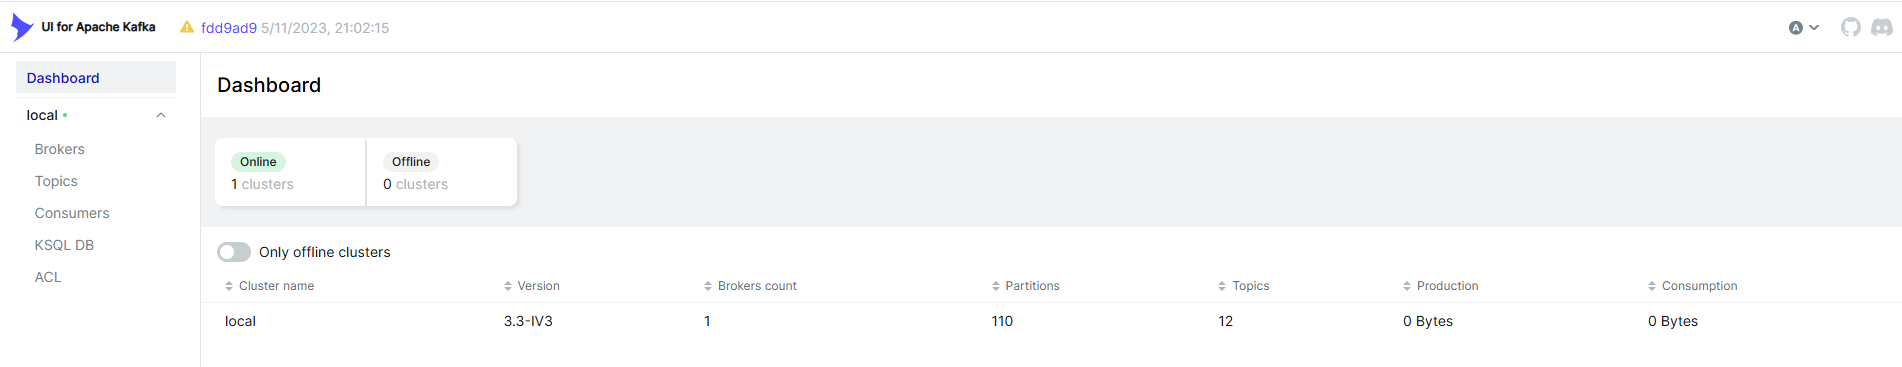 UI for Apache Kafka fdd9ad9 5/11/2023, 21:02:15 A
Dashboard
local
Brokers
Topics
Consumers
KSQL DB
ACL
Dashboard
Online
1 clusters
Offline
0 clusters
Only offline clusters
Cluster name Version Brokers count Partitions Topics Production Consumption
local 3.3-IV3 1 110 12 0 Bytes 0 Bytes